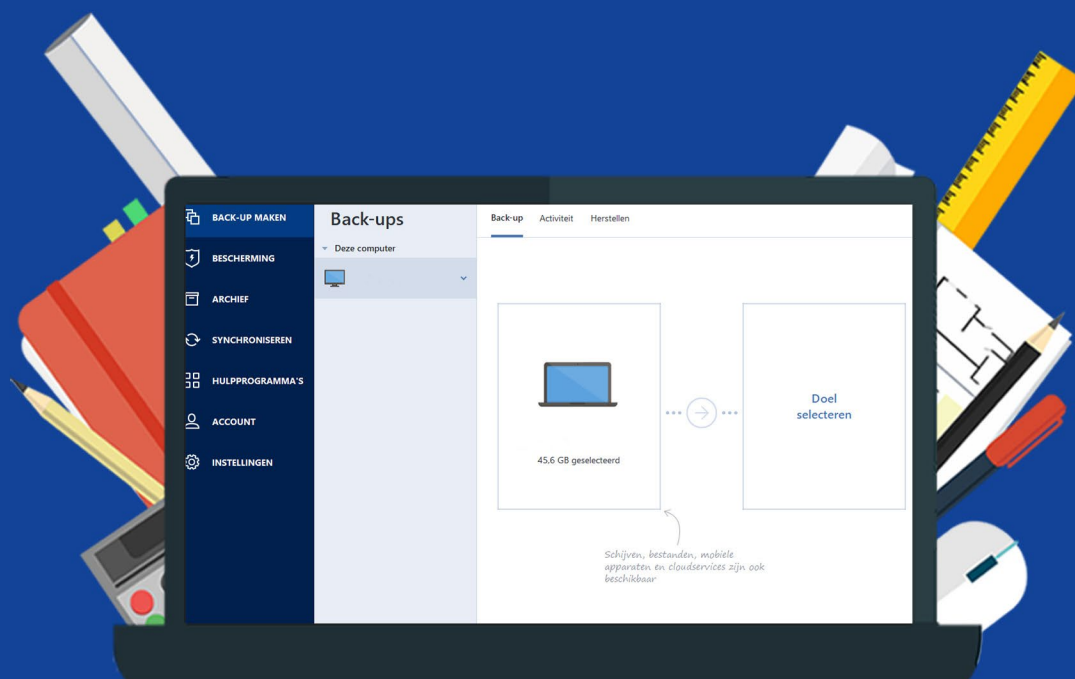 BACK-UP MAKEN
BESCHERMING
ARCHIEF
SYNCHRONISEREN
HULPPROGRAMMA'S
ACCOUNT
INSTELLINGEN
Back-ups
Deze computer
Back-up Activiteit Herstellen
45,6 GB geselecteerd
Doel
selecteren
Schijven, bestanden, mobiele
apparaten en cloudservices zijn ook
beschikbaar